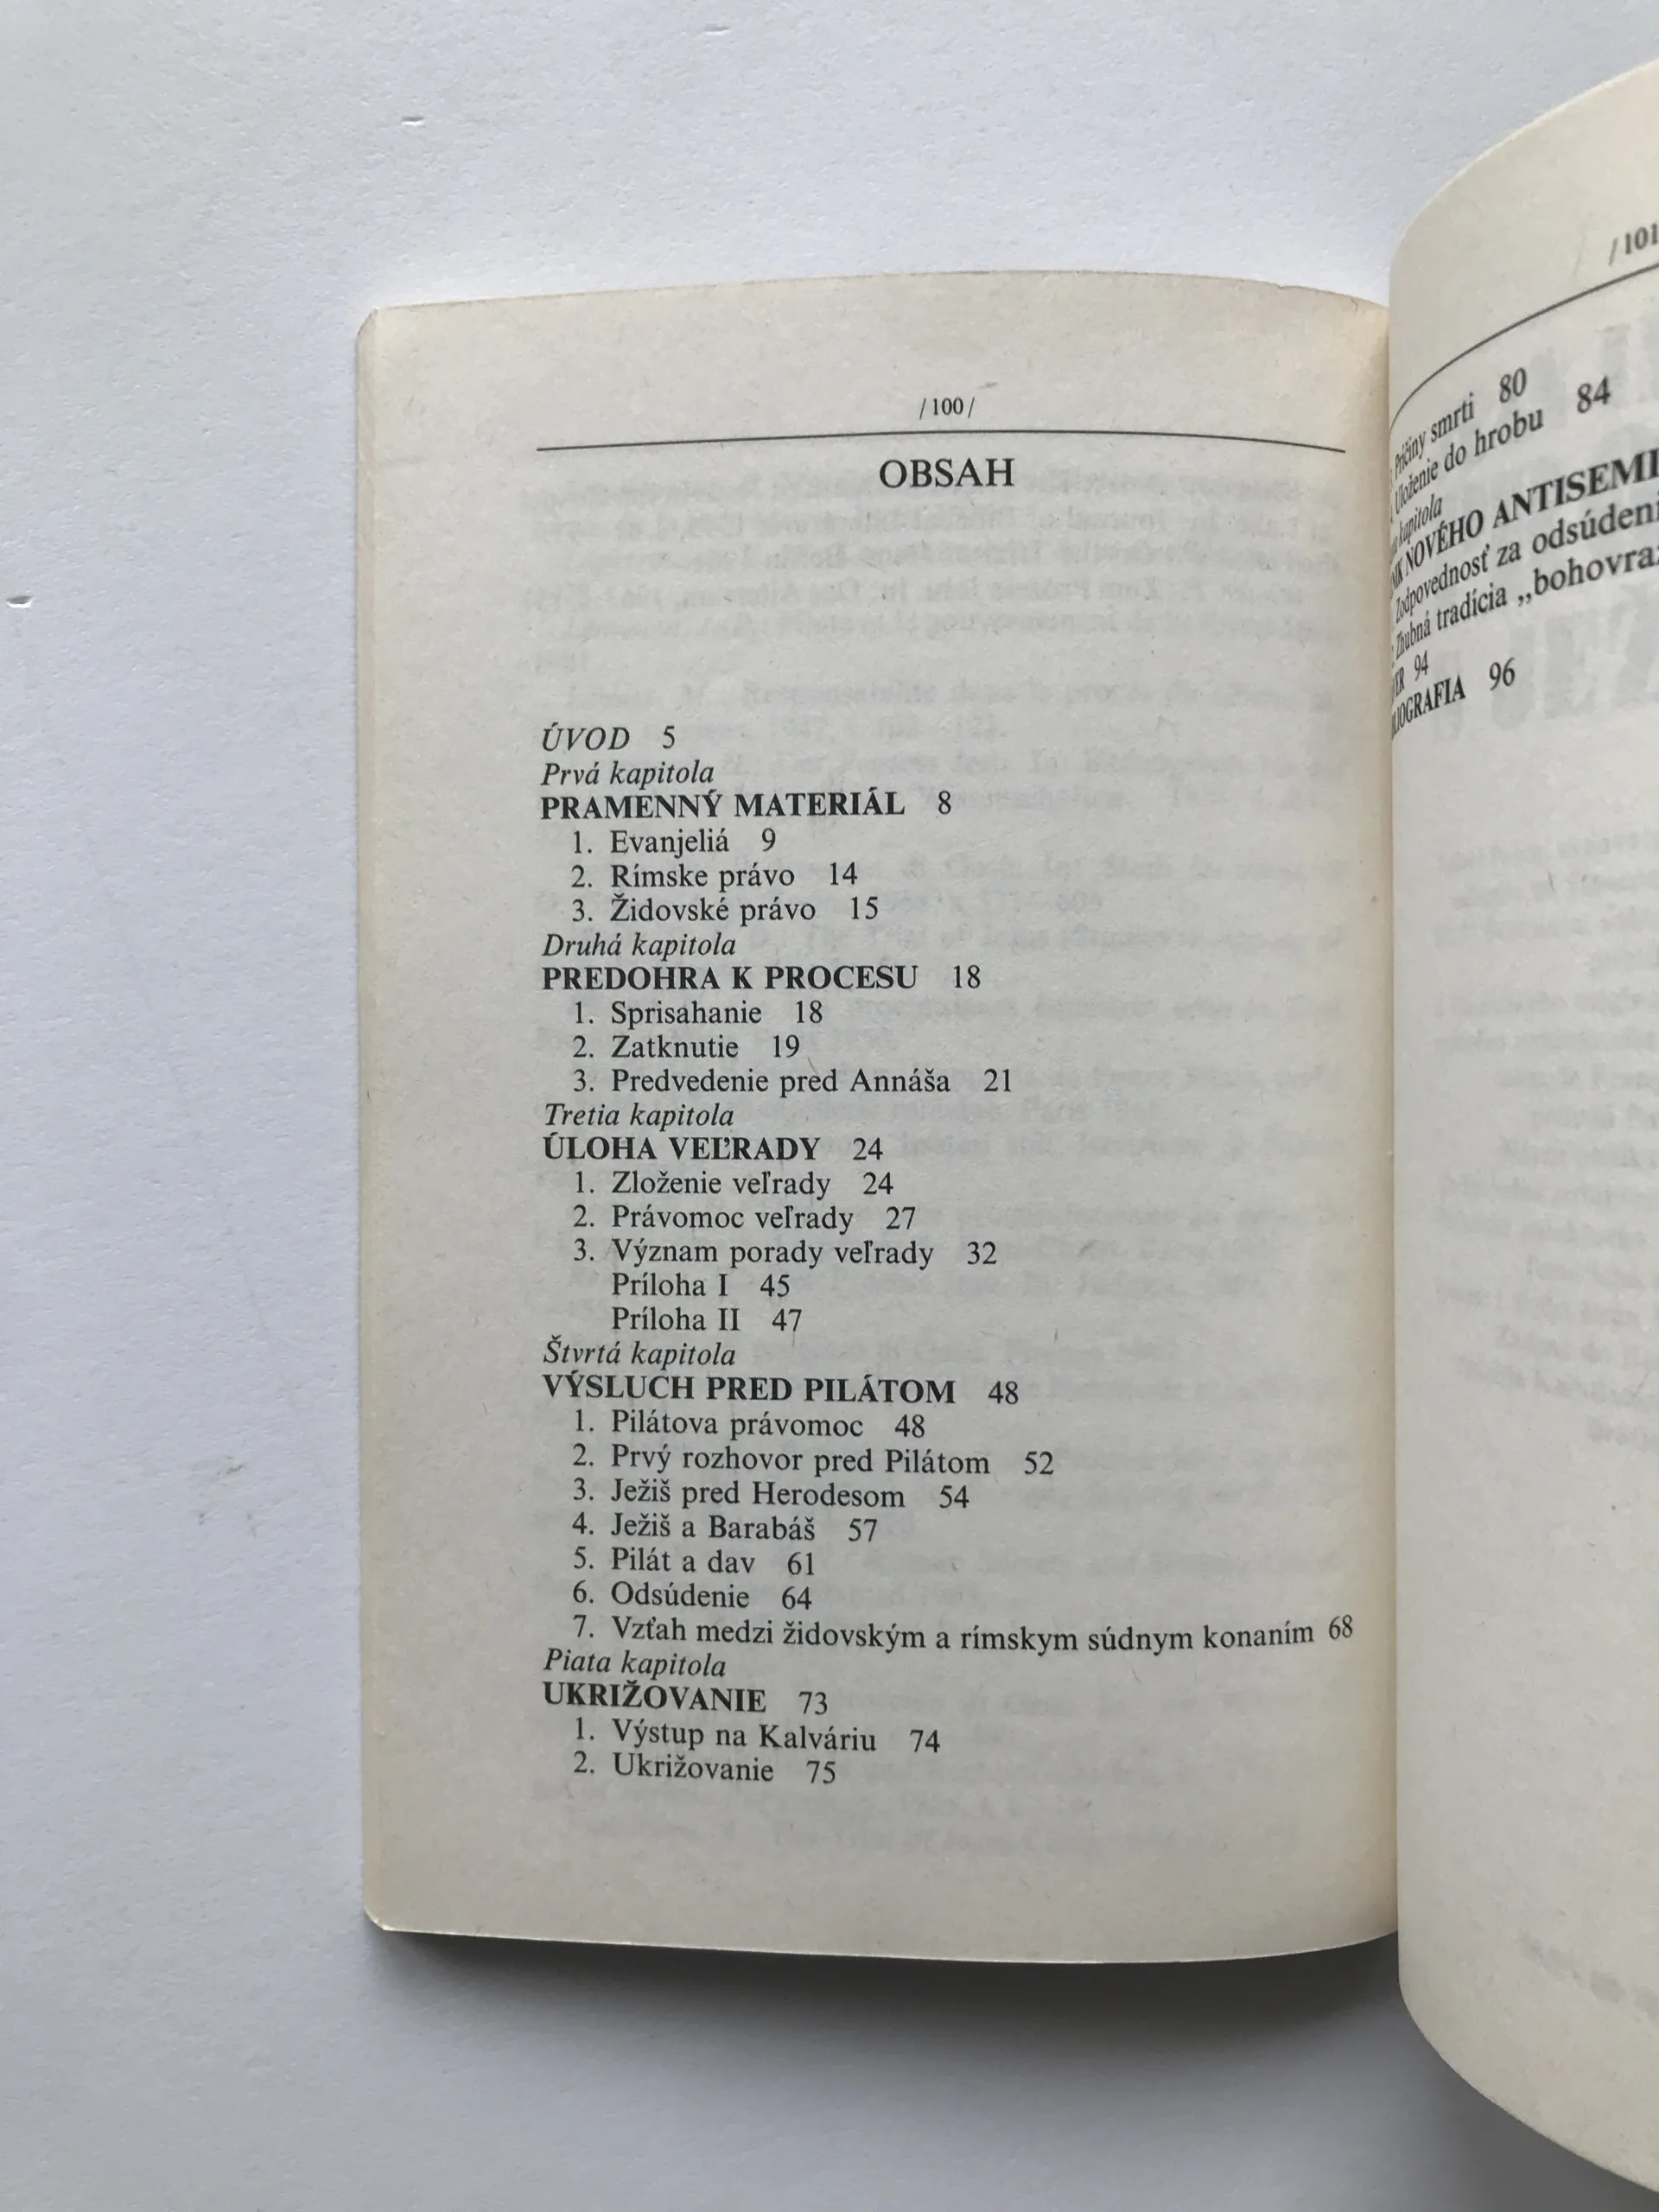 / 100 /
OBSAH
ÚVOD 5
Prvá kapitola
PRAMENNÝ MATERIÁL 8
1. Evanjeliá 9
2. Rímske právo 14
3. Židovské právo 15
Druhá kapitola
PREDOHRA K PROCESU 18
1. Sprisahanie 18
2. Zatknutie 19
3. Predvedenie pred Annáša 21
Tretia kapitola
ÚLOHA VEĽRADY 24
1. Zloženie veľrady 24
2. Právomoc veľrady 27
3. Význam porady veľrady 32
Príloha I 45
Príloha II 47
Štvrtá kapitola
VÝSLUCH PRED PILÁTOM 48
1. Pilátova právomoc 48
2. Prvý rozhovor pred Pilátom 52
3. Ježiš pred Herodesom 54
4. Ježiš a Barabáš 57
5. Pilát a dav 61
6. Odsúdenie 64
7. Vzťah medzi židovským a rímskym súdnym konaním 68
Piata kapitola
UKRIŽOVANIE 73
1. Výstup na Kalváriu 74
2. Ukrižovanie 75
/ 101
Príčiny smrti 80
Uloženie do hrobu 84
kapitola
NOVÉHO ANTISEMI
Zodpovednosť za odsúdeni
Zhubná tradícia „bohovra
94
96